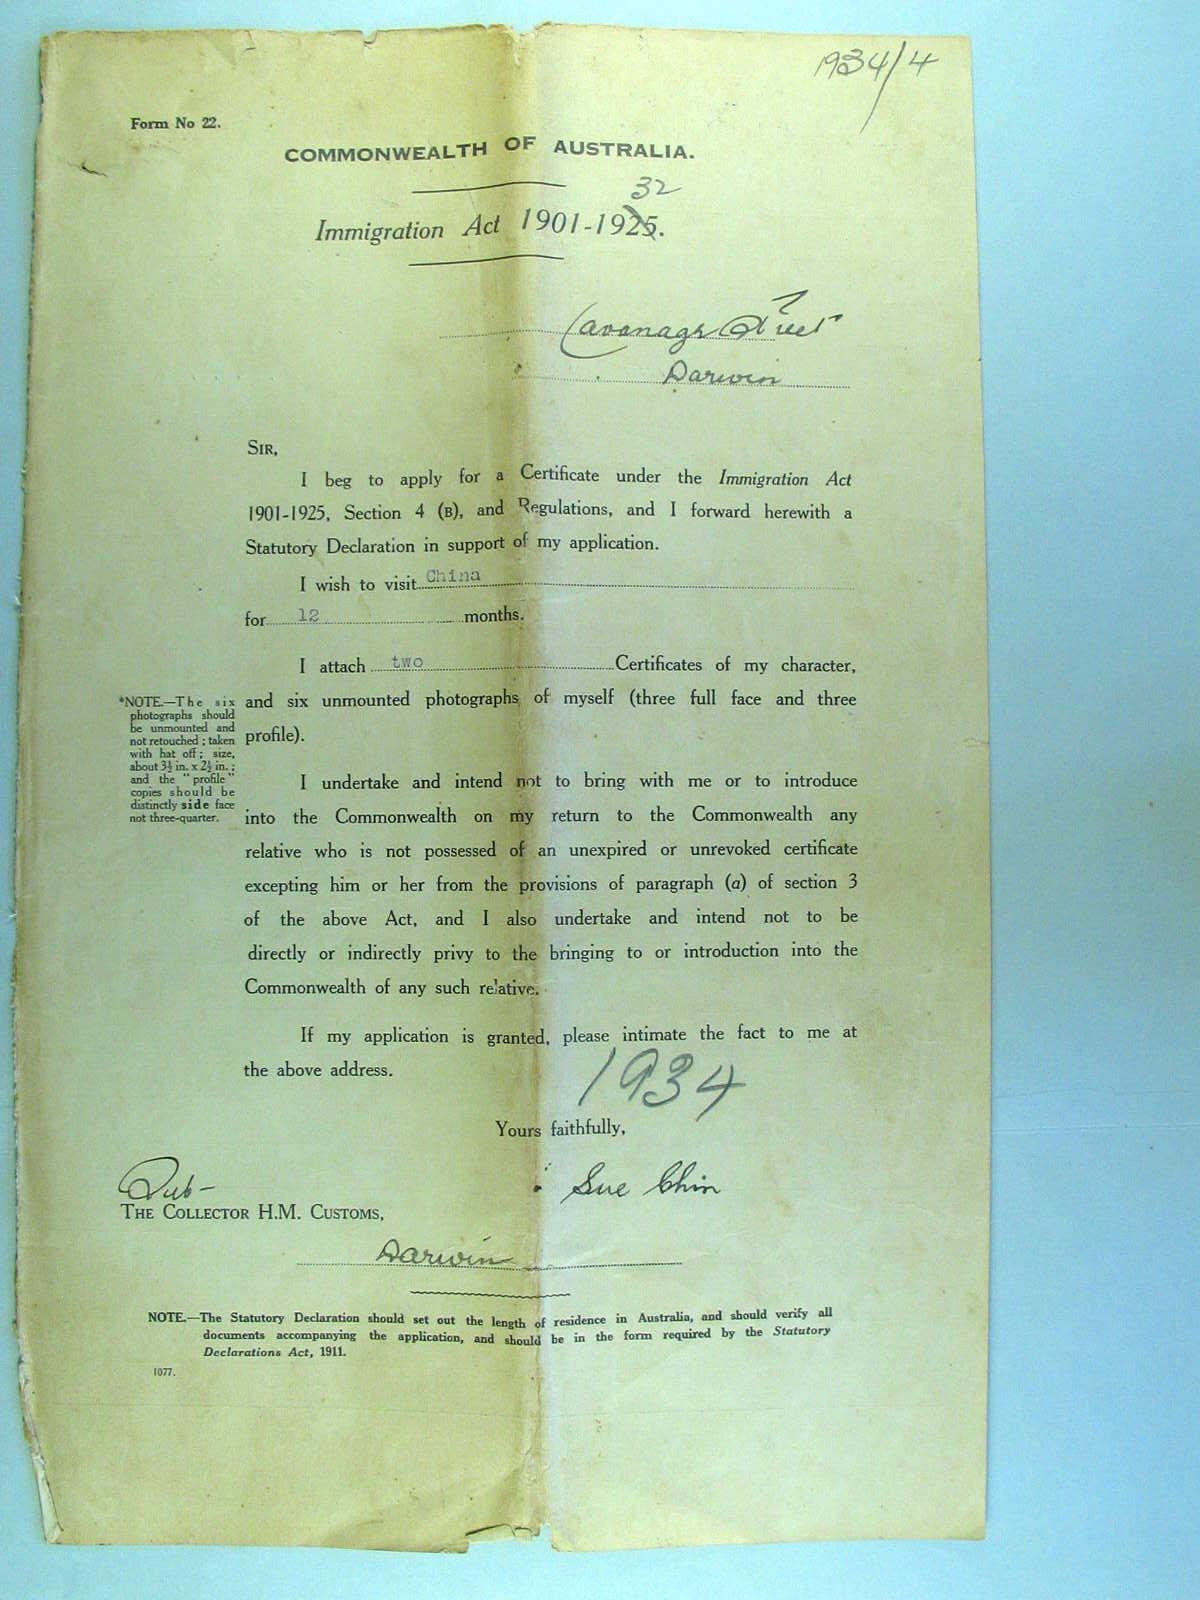 1934/4
Form No 22.
COMMONWEALTH OF AUSTRALIA.
32
Immigration Act 1901-1925.
Cavanagh Street
Darwin
SIR,
I beg to apply for a Certificate under the Immigration Act
1901-1925, Section 4 (B), and Regulations, and I forward herewith a
Statutory Declaration in support of my application.
I wish to visit China
for 12 months.
I attach two Certificates of my character,
and six unmounted photographs of myself (three full face and three
profile).
*NOTE.—The six
photographs should
be unmounted and
not retouched; taken
with hat off; size,
about 3½ in. x 2½ in.;
and the "profile"
copies should be
distinctly side face
not three-quarter.
I undertake and intend not to bring with me or to introduce
into the Commonwealth on my return to the Commonwealth any
relative who is not possessed of an unexpired or unrevoked certificate
excepting him or her from the provisions of paragraph (a) of section 3
of the above Act, and I also undertake and intend not to be
directly or indirectly privy to the bringing to or introduction into the
Commonwealth of any such relative.
If my application is granted, please intimate the fact to me at
the above address.
1934
Yours faithfully,
Sue Chin
Sub-
THE COLLECTOR H.M. CUSTOMS,
Darwin
NOTE.—The Statutory Declaration should set out the length of residence in Australia, and should verify all
documents accompanying the application, and should be in the form required by the Statutory
Declarations Act, 1911.
1077.